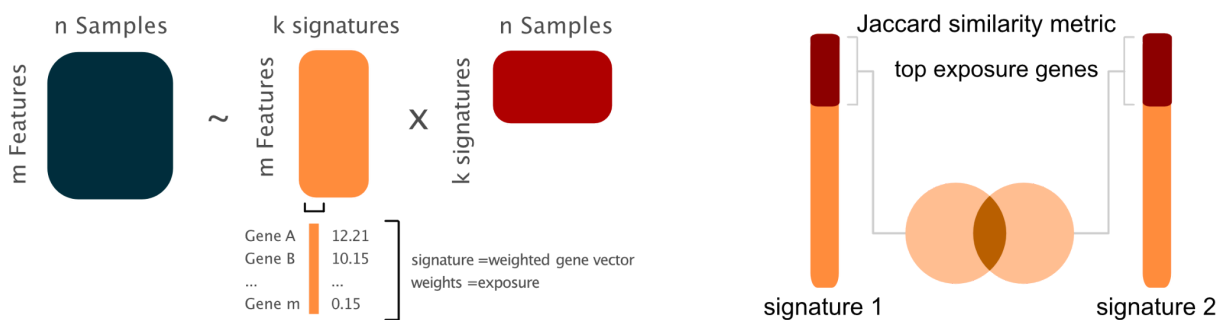 n Samples
m Features
~
k signatures
m Features
x
n Samples
k signatures
Gene A 12.21
Gene B 10.15
... ...
Gene m 0.15
signature =weighted gene vector
weights =exposure
Jaccard similarity metric
top exposure genes
signature 1
signature 2